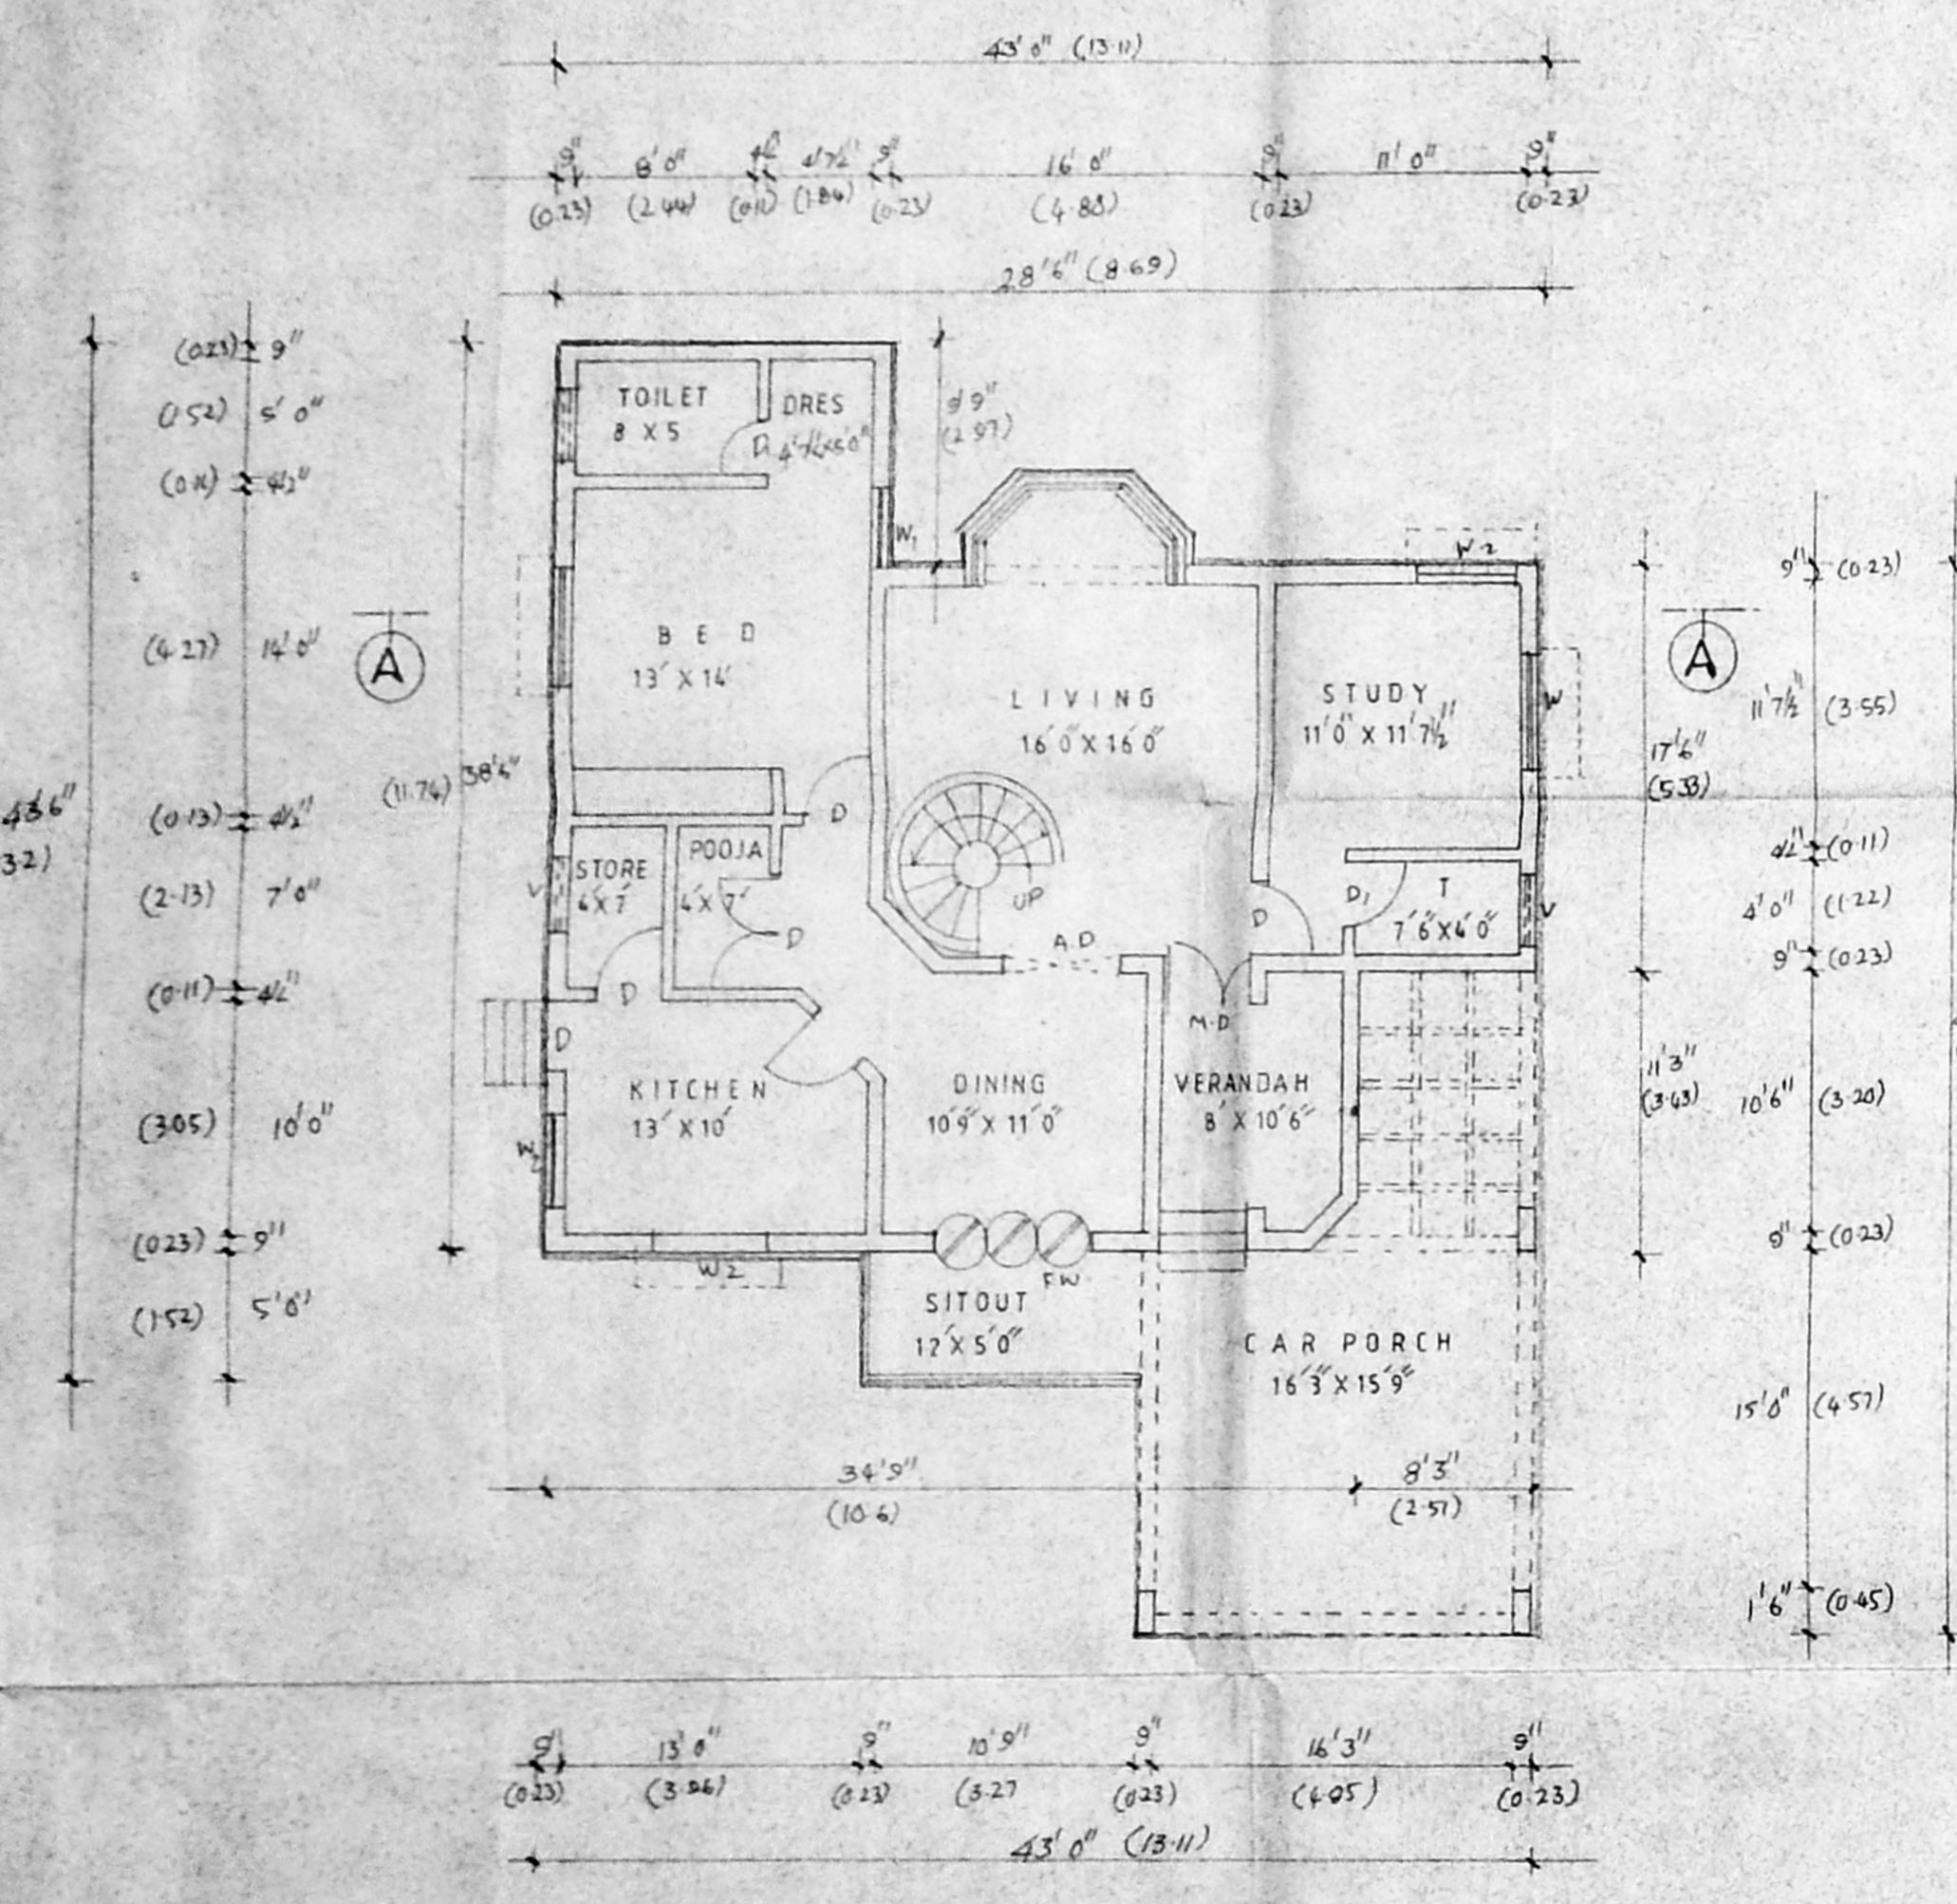 43'0" (13·11)
9" 8'0" 4½ 4'7½" 9" 16'0" 9" 11'0" 9"
(0.23) (2.44) (0.11) (1.84) (0.23) (4.88) (0.23) (0.23)
28'6" (8.69)
(0.23) 9"
(1.52) 5'0"
TOILET
8 X 5
DRES
D
9'9"
(2.97)
4½"
W1
W2
9" (0.23)
BED
13' X 14'
(4.27) 14'0"
A
A
LIVING
16'0" X 16'0"
STUDY
11'0" X 11'7½"
W
11'7½" (3.55)
17'6"
(5.33)
(11.74) 38'6"
43'6"
3.2)
(0.13) 4½"
D
4½" (0.11)
STORE
4' X 7'
POOJA
4' X 7'
V
(2.13) 7'0"
UP
D1
T
7'6" X 4'0"
V
4'0" (1.22)
D
D
A.D
9" (0.23)
(0.11) 4½"
D
D
M.D
KITCHEN
13' X 10'
DINING
10'9" X 11'0"
VERANDAH
8' X 10'6"
11'3"
(3.43)
10'6" (3.20)
(3.05) 10'0"
W2
(0.23) 9"
9" (0.23)
W2
F.W
SITOUT
12' X 5'0"
(1.52) 5'0"
CAR PORCH
16'3" X 15'9"
15'0" (4.57)
34'9"
(10.6)
8'3"
(2.51)
1'6" (0.45)
9" 13'0" 9" 10'9" 9" 16'3" 9"
(0.23) (3.96) (0.23) (3.27 (0.23) (4.95) (0.23)
43'0" (13.11)